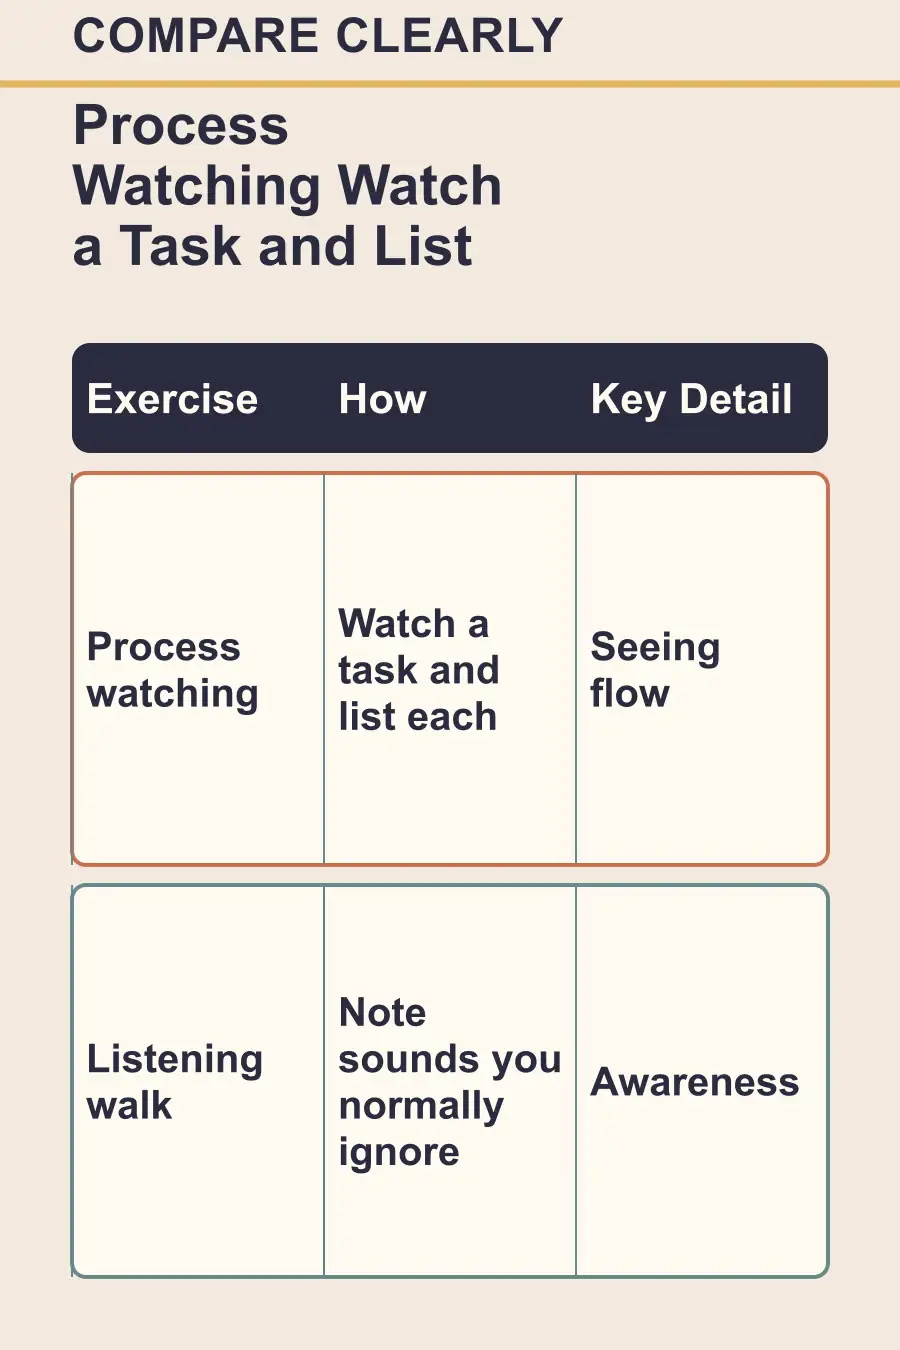 COMPARE CLEARLY
Process
Watching Watch
a Task and List
Exercise How Key Detail
Process
watching
Watch a
task and
list each
Seeing
flow
Listening
walk
Note
sounds you
normally
ignore
Awareness